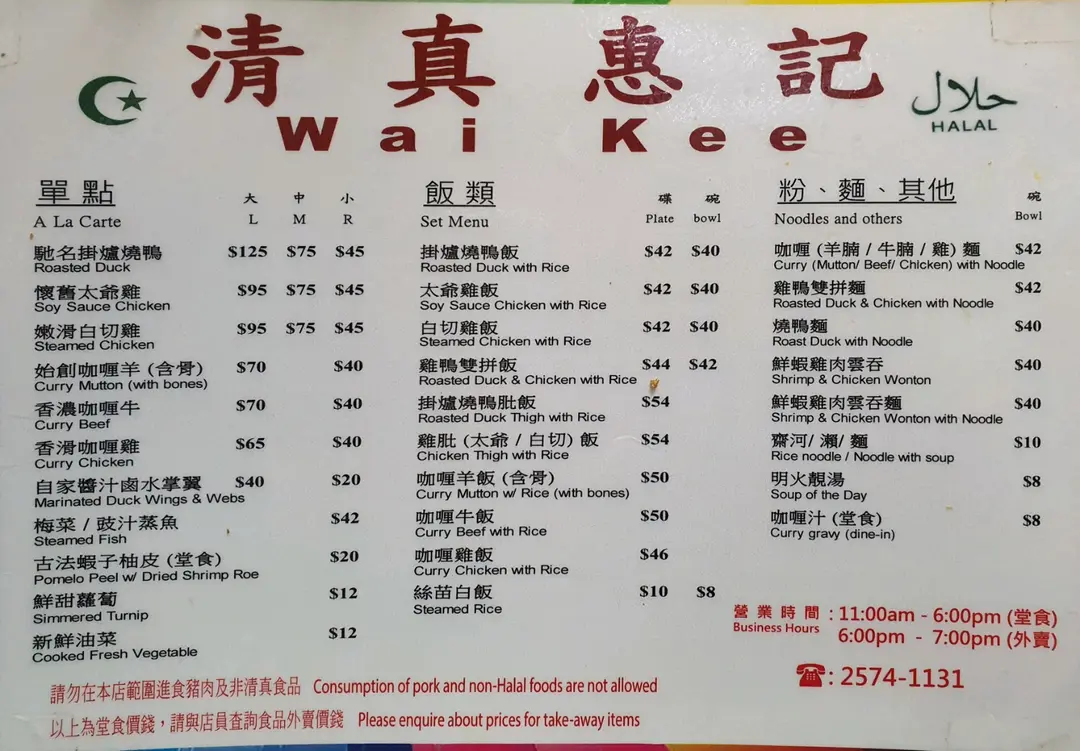 清真惠記
حلال
HALAL
Wai Kee
單點 大 中 小
A La Carte L M R
馳名掛爐燒鴨 $125 $75 $45
Roasted Duck
懷舊太爺雞 $95 $75 $45
Soy Sauce Chicken
嫩滑白切雞 $95 $75 $45
Steamed Chicken
始創咖喱羊 (含骨) $70 $40
Curry Mutton (with bones)
香濃咖喱牛 $70 $40
Curry Beef
香滑咖喱雞 $65 $40
Curry Chicken
自家醬汁鹵水掌翼 $40 $20
Marinated Duck Wings & Webs
梅菜 / 豉汁蒸魚 $42
Steamed Fish
古法蝦子柚皮 (堂食) $20
Pomelo Peel w/ Dried Shrimp Roe
鮮甜蘿蔔 $12
Simmered Turnip
新鮮油菜 $12
Cooked Fresh Vegetable
飯類 碟 碗
Set Menu Plate bowl
掛爐燒鴨飯 $42 $40
Roasted Duck with Rice
太爺雞飯 $42 $40
Soy Sauce Chicken with Rice
白切雞飯 $42 $40
Steamed Chicken with Rice
雞鴨雙拼飯 $44 $42
Roasted Duck & Chicken with Rice
掛爐燒鴨肶飯 $54
Roasted Duck Thigh with Rice
雞肶 (太爺 / 白切) 飯 $54
Chicken Thigh with Rice
咖喱羊飯 (含骨) $50
Curry Mutton w/ Rice (with bones)
咖喱牛飯 $50
Curry Beef with Rice
咖喱雞飯 $46
Curry Chicken with Rice
絲苗白飯 $10 $8
Steamed Rice
粉、麵、其他 碗
Noodles and others Bowl
咖喱 (羊腩 / 牛腩 / 雞) 麵 $42
Curry (Mutton/ Beef/ Chicken) with Noodle
雞鴨雙拼麵 $42
Roasted Duck & Chicken with Noodle
燒鴨麵 $40
Roast Duck with Noodle
鮮蝦雞肉雲吞 $40
Shrimp & Chicken Wonton
鮮蝦雞肉雲吞麵 $40
Shrimp & Chicken Wonton with Noodle
齋河/ 瀨/ 麵 $10
Rice noodle / Noodle with soup
明火靚湯 $8
Soup of the Day
咖喱汁 (堂食) $8
Curry gravy (dine-in)
營業時間 : 11:00am - 6:00pm (堂食)
Business Hours 6:00pm - 7:00pm (外賣)
☎ : 2574-1131
請勿在本店範圍進食豬肉及非清真食品 Consumption of pork and non-Halal foods are not allowed
以上為堂食價錢，請與店員查詢食品外賣價錢 Please enquire about prices for take-away items